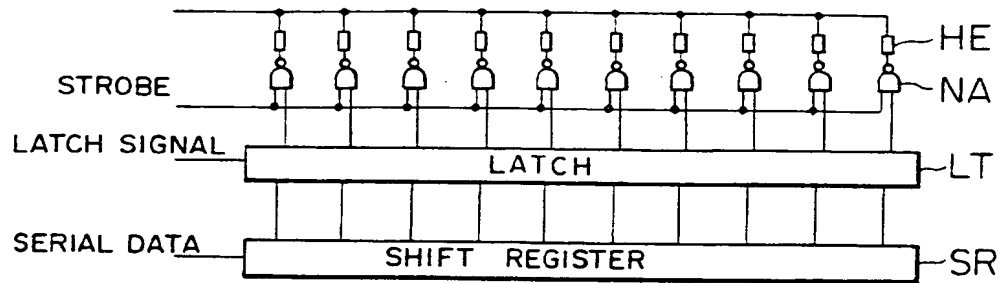 HE
STROBE
NA
LATCH SIGNAL
LATCH
LT
SERIAL DATA
SHIFT REGISTER
SR